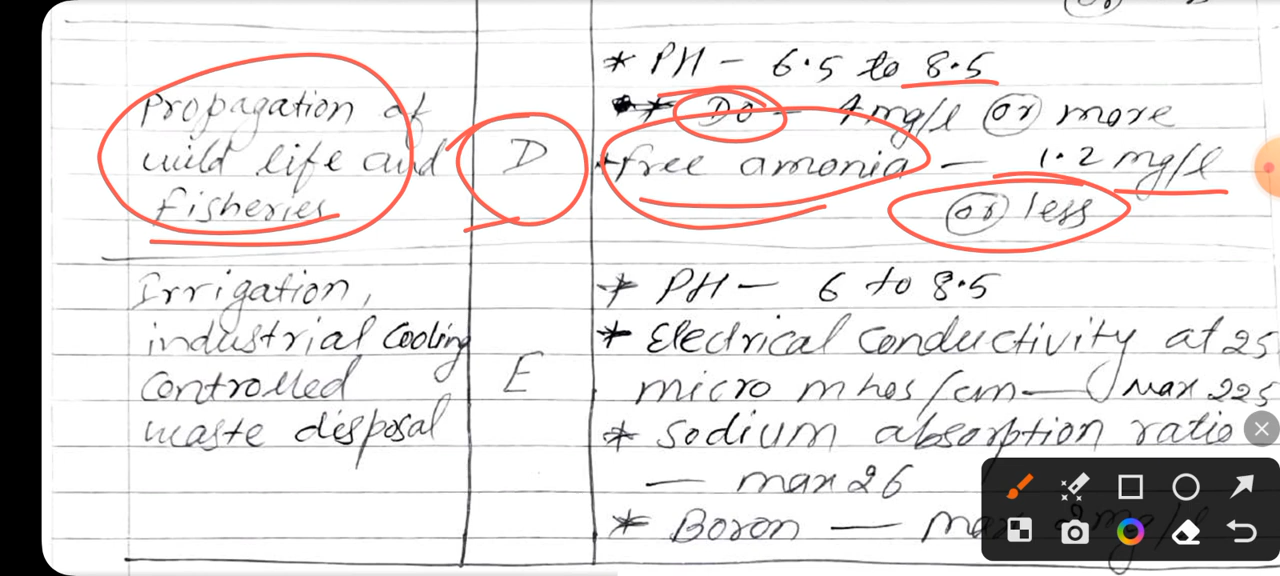 * PH - 6.5 to 8.5
* DO - 4 mg/l or more
Propagation of
wild life and
fisheries
D
* free amonia - 1.2 mg/l
or less
Irrigation,
industrial cooling
controlled
waste disposal
E
* PH - 6 to 8.5
* Electrical conductivity at 25
micro mhos/cm - (Max 225
* Sodium absorption ratio
- max 26
* Boron - max